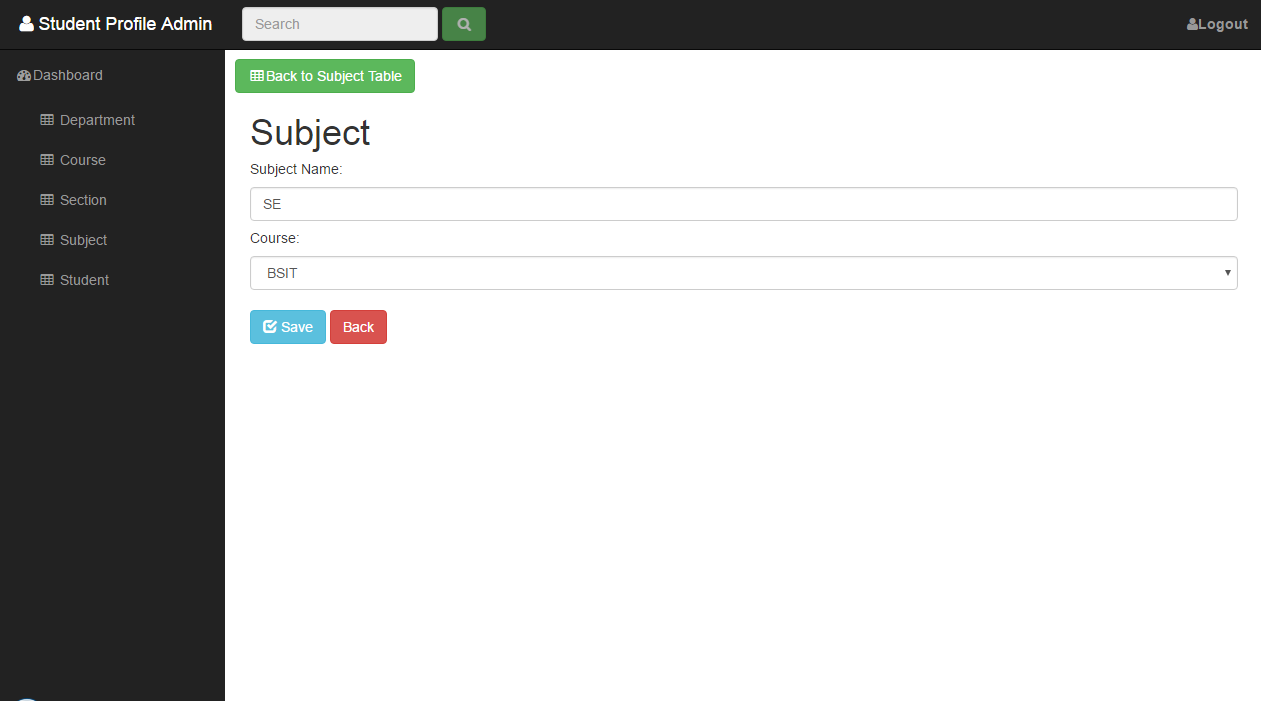 Student Profile Admin
Search
Logout
Dashboard
Department
Course
Section
Subject
Student
Back to Subject Table
Subject
Subject Name:
SE
Course:
BSIT
Save
Back